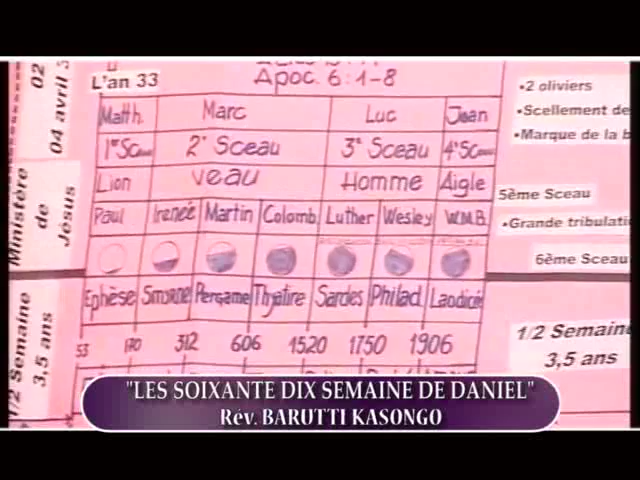 L'an 33
Apoc. 6:1-8
Matth. Marc Luc Jean
1er Sceau 2e Sceau 3e Sceau 4e Sceau
Lion veau Homme Aigle
Paul Irenée Martin Colomb. Luther Wesley W.M.B.
Ephèse Smyrne Pergame Thyatire Sardes Philad. Laodicée
53 170 312 606 1520 1750 1906
02
04 avril 3
Ministère de Jésus
1/2 Semaine
3,5 ans
•2 oliviers
•Scellement de
•Marque de la b
5ème Sceau
•Grande tribulati
6ème Sceau
1/2 Semaine
3,5 ans
"LES SOIXANTE DIX SEMAINE DE DANIEL"
Rév. BARUTTI KASONGO